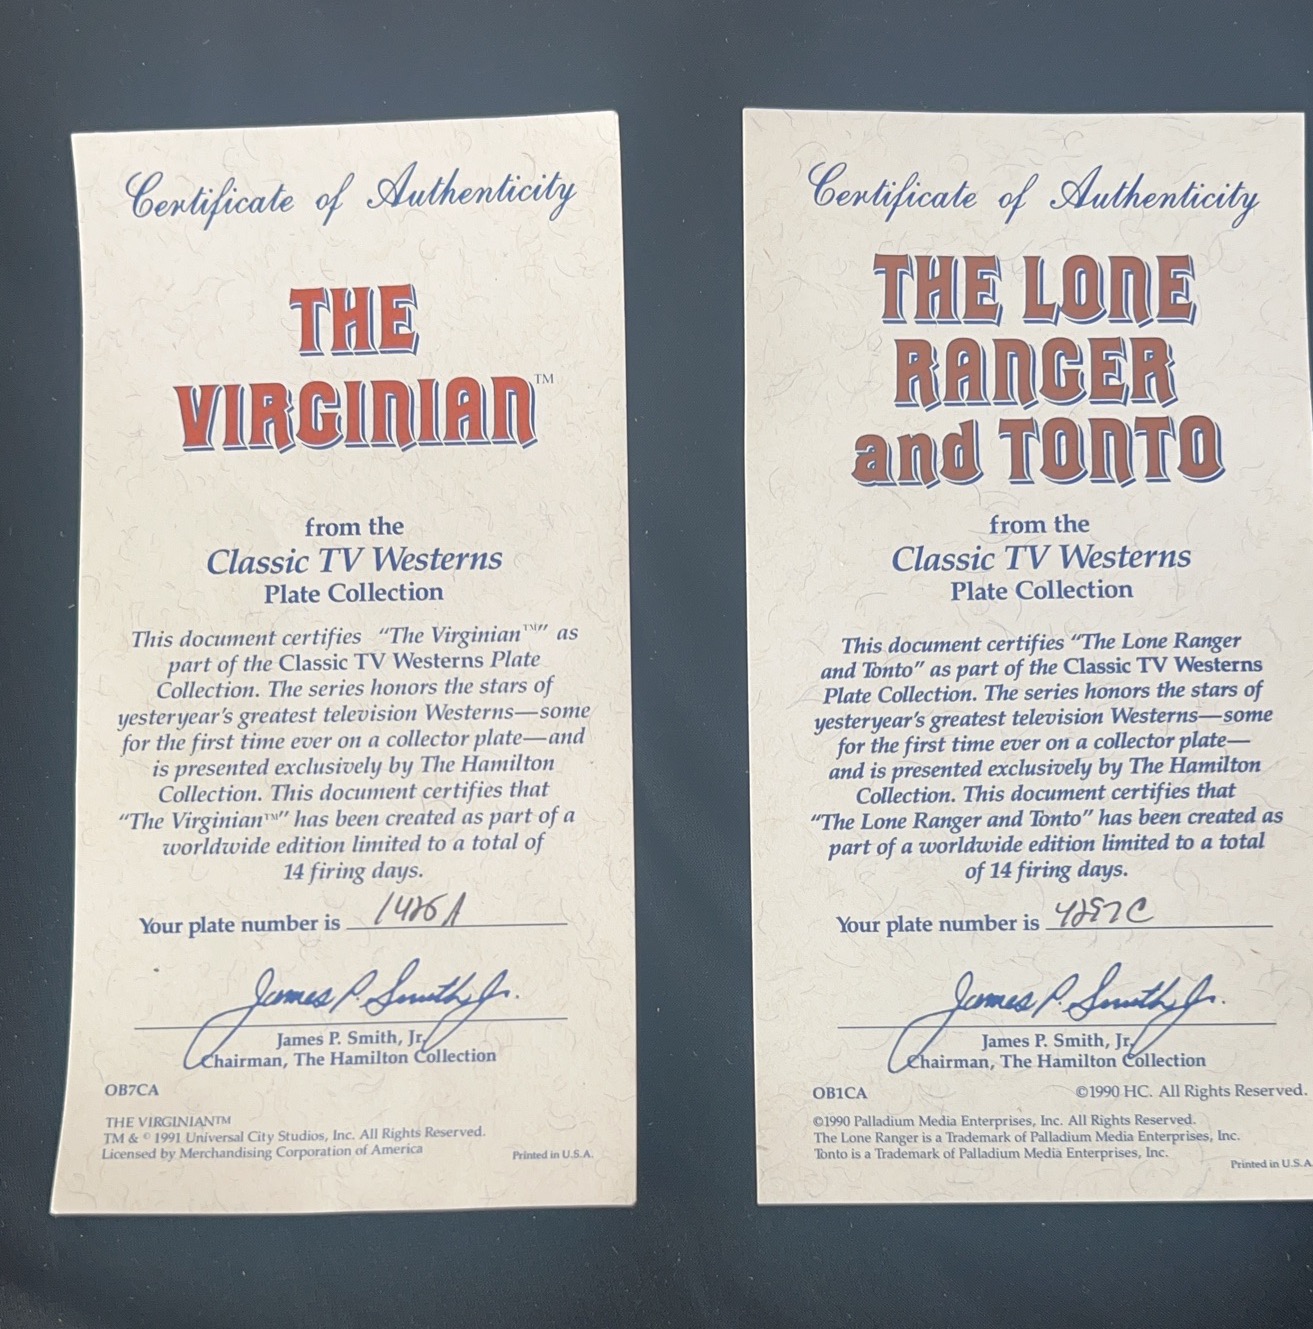 Certificate of Authenticity
THE
VIRGINIAN™
from the
Classic TV Westerns
Plate Collection
This document certifies “The Virginian™” as
part of the Classic TV Westerns Plate
Collection. The series honors the stars of
yesteryear's greatest television Westerns—some
for the first time ever on a collector plate—and
is presented exclusively by The Hamilton
Collection. This document certifies that
“The Virginian™” has been created as part of a
worldwide edition limited to a total of
14 firing days.
Your plate number is 1426A
James P. Smith, Jr.
James P. Smith, Jr.
Chairman, The Hamilton Collection
OB7CA
THE VIRGINIAN™
TM & © 1991 Universal City Studios, Inc. All Rights Reserved.
Licensed by Merchandising Corporation of America
Printed in U.S.A.
Certificate of Authenticity
THE LONE
RANGER
and TONTO
from the
Classic TV Westerns
Plate Collection
This document certifies “The Lone Ranger
and Tonto” as part of the Classic TV Westerns
Plate Collection. The series honors the stars of
yesteryear's greatest television Westerns—some
for the first time ever on a collector plate—
and is presented exclusively by The Hamilton
Collection. This document certifies that
“The Lone Ranger and Tonto” has been created as
part of a worldwide edition limited to a total
of 14 firing days.
Your plate number is 4297C
James P. Smith, Jr.
James P. Smith, Jr.
Chairman, The Hamilton Collection
OB1CA ©1990 HC. All Rights Reserved.
©1990 Palladium Media Enterprises, Inc. All Rights Reserved.
The Lone Ranger is a Trademark of Palladium Media Enterprises, Inc.
Tonto is a Trademark of Palladium Media Enterprises, Inc.
Printed in U.S.A